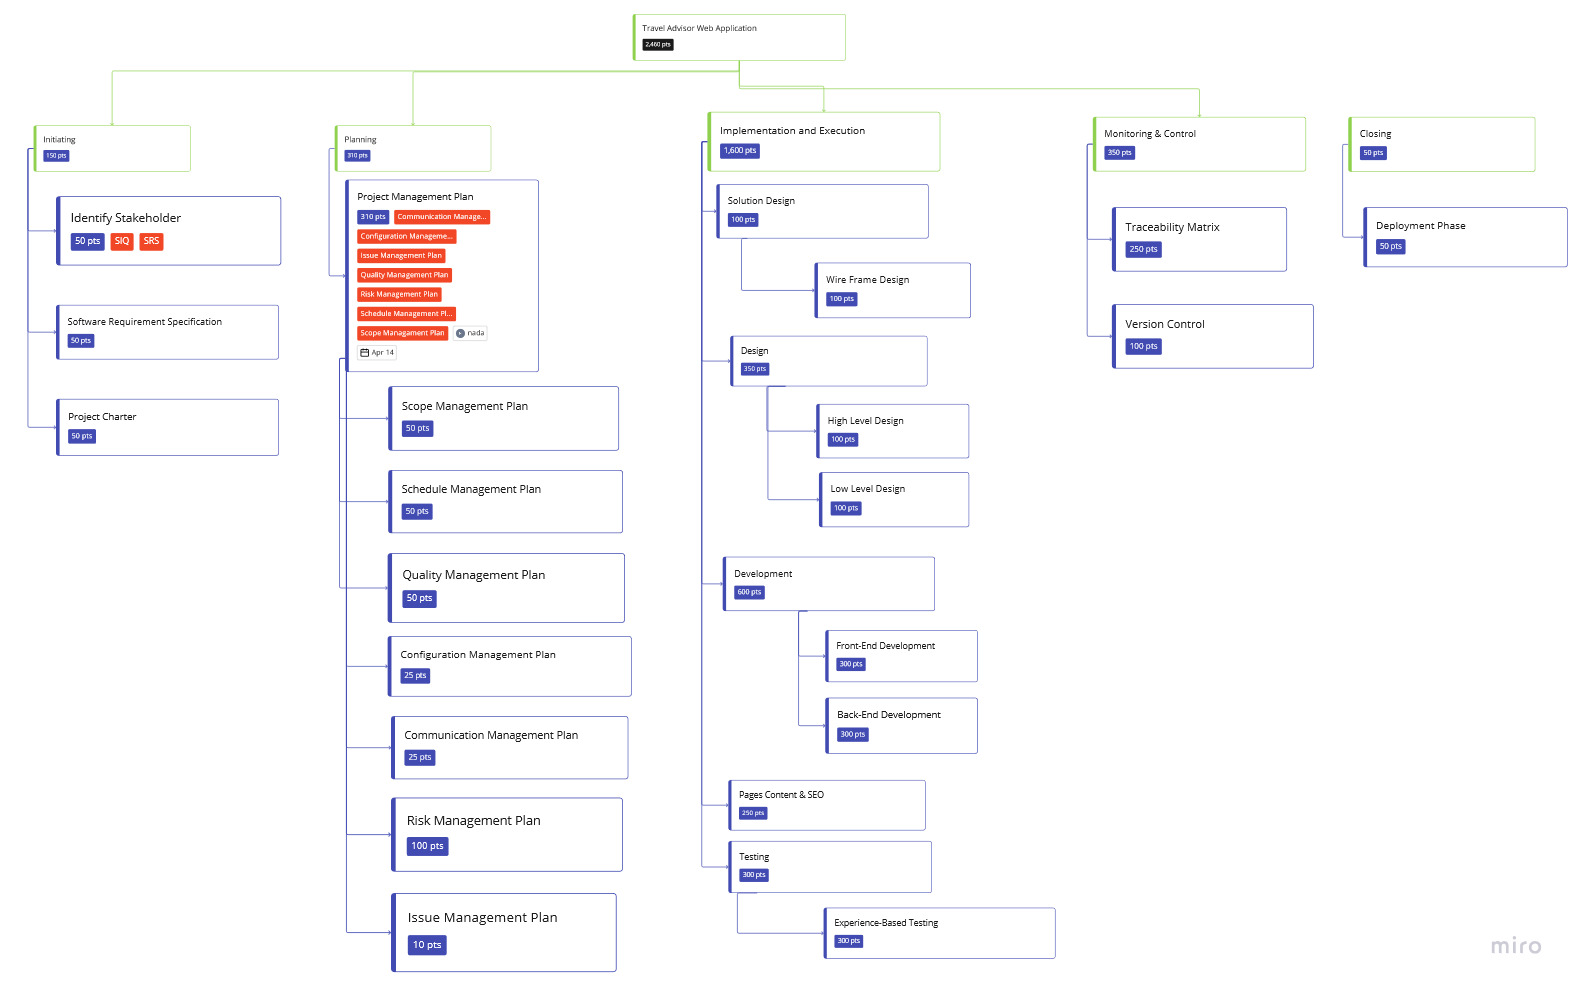 Travel Advisor Web Application
2,460 pts
Initiating
150 pts
Identify Stakeholder
50 pts SIQ SRS
Software Requirement Specification
50 pts
Project Charter
50 pts
Planning
310 pts
Project Management Plan
310 pts Communication Manage...
Configuration Manageme...
Issue Management Plan
Quality Management Plan
Risk Management Plan
Schedule Management Pl...
Scope Management Plan nada
Apr 14
Scope Management Plan
50 pts
Schedule Management Plan
50 pts
Quality Management Plan
50 pts
Configuration Management Plan
25 pts
Communication Management Plan
25 pts
Risk Management Plan
100 pts
Issue Management Plan
10 pts
Implementation and Execution
1,600 pts
Solution Design
100 pts
Wire Frame Design
100 pts
Design
350 pts
High Level Design
100 pts
Low Level Design
100 pts
Development
600 pts
Front-End Development
300 pts
Back-End Development
300 pts
Pages Content & SEO
250 pts
Testing
300 pts
Experience-Based Testing
300 pts
Monitoring & Control
350 pts
Traceability Matrix
250 pts
Version Control
100 pts
Closing
50 pts
Deployment Phase
50 pts
miro